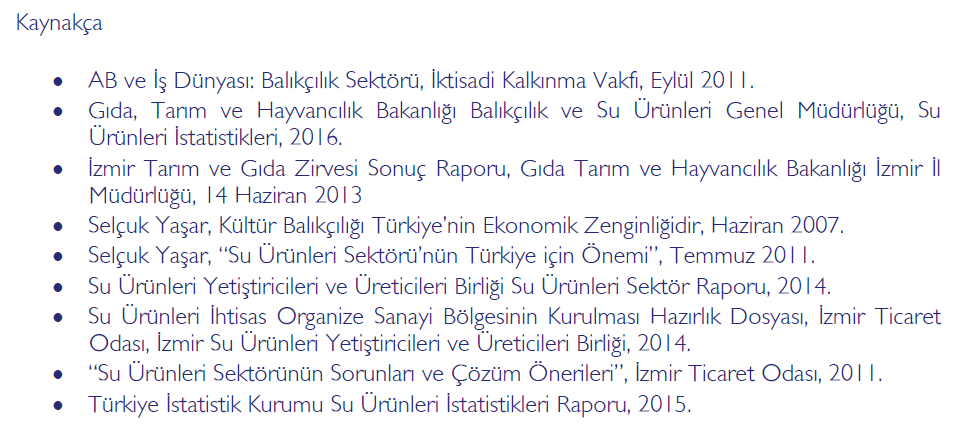 Kaynakça
• AB ve İş Dünyası: Balıkçılık Sektörü, İktisadi Kalkınma Vakfı, Eylül 2011.
• Gıda, Tarım ve Hayvancılık Bakanlığı Balıkçılık ve Su Ürünleri Genel Müdürlüğü, Su
Ürünleri İstatistikleri, 2016.
• İzmir Tarım ve Gıda Zirvesi Sonuç Raporu, Gıda Tarım ve Hayvancılık Bakanlığı İzmir İl
Müdürlüğü, 14 Haziran 2013
• Selçuk Yaşar, Kültür Balıkçılığı Türkiye’nin Ekonomik Zenginliğidir, Haziran 2007.
• Selçuk Yaşar, “Su Ürünleri Sektörü’nün Türkiye için Önemi”, Temmuz 2011.
• Su Ürünleri Yetiştiricileri ve Üreticileri Birliği Su Ürünleri Sektör Raporu, 2014.
• Su Ürünleri İhtisas Organize Sanayi Bölgesinin Kurulması Hazırlık Dosyası, İzmir Ticaret
Odası, İzmir Su Ürünleri Yetiştiricileri ve Üreticileri Birliği, 2014.
• “Su Ürünleri Sektörünün Sorunları ve Çözüm Önerileri”, İzmir Ticaret Odası, 2011.
• Türkiye İstatistik Kurumu Su Ürünleri İstatistikleri Raporu, 2015.